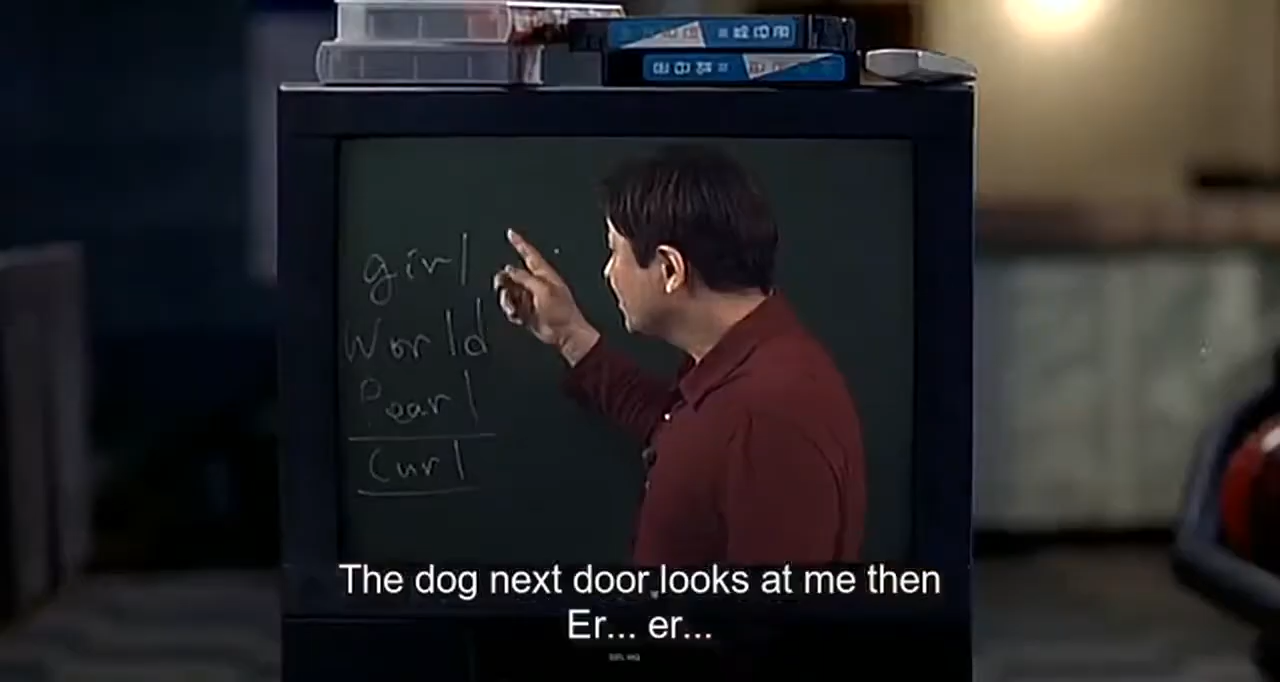 girl
World
Pearl
Curl
The dog next door looks at me then
Er... er...